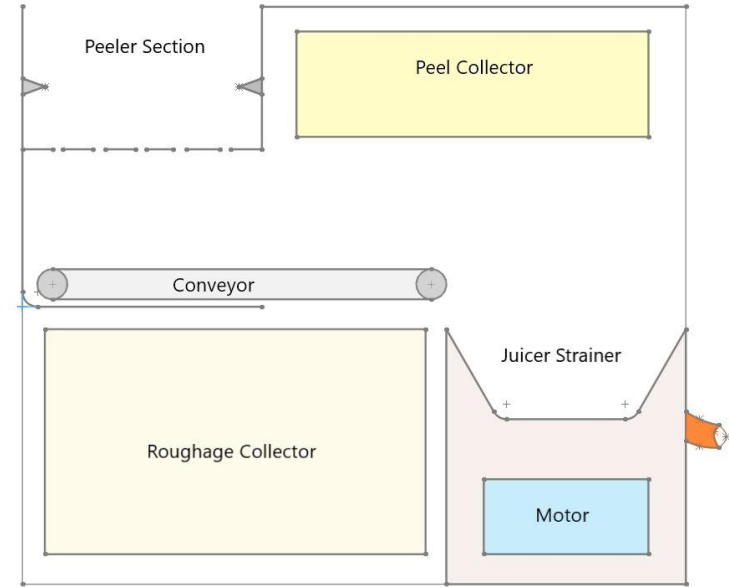 Peeler Section
Peel Collector
Conveyor
Juicer Strainer
Roughage Collector
Motor